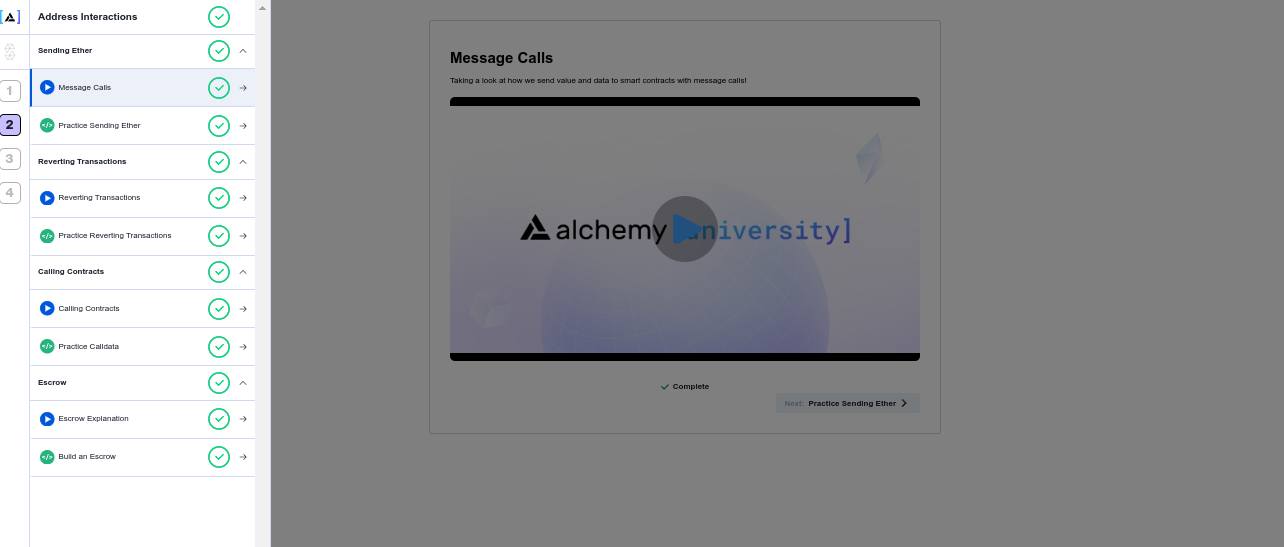 [A]
Address Interactions
Sending Ether
Message Calls
Practice Sending Ether
Reverting Transactions
Reverting Transactions
Practice Reverting Transactions
Calling Contracts
Calling Contracts
Practice Calldata
Escrow
Escrow Explanation
Build an Escrow
1
2
3
4
Message Calls
Taking a look at how we send value and data to smart contracts with message calls!
alchemy university]
Complete
Next: Practice Sending Ether